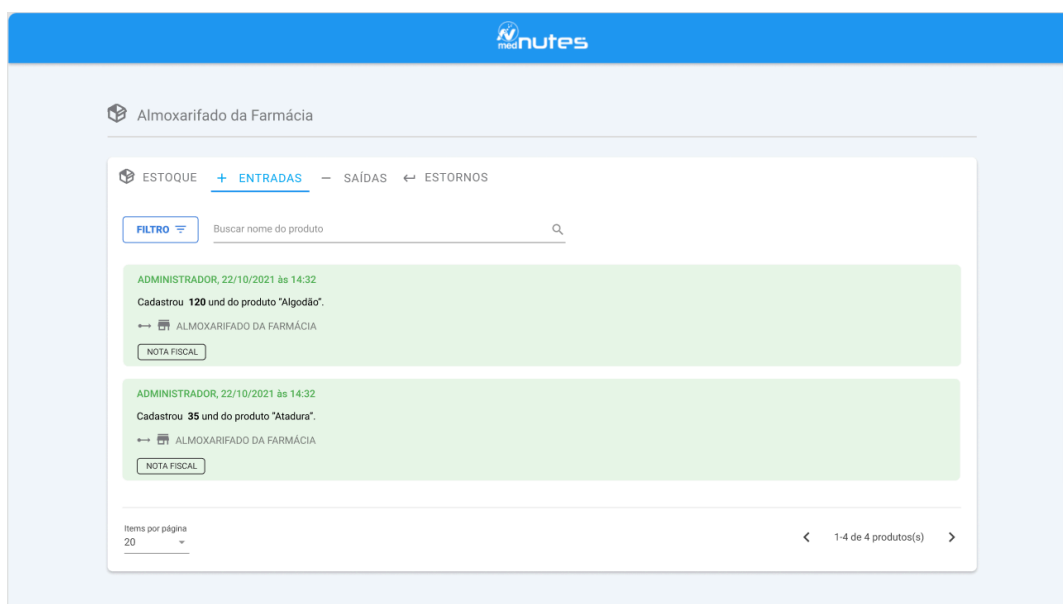 mednutes
Almoxarifado da Farmácia
ESTOQUE + ENTRADAS − SAÍDAS ↩ ESTORNOS
FILTRO Buscar nome do produto
ADMINISTRADOR, 22/10/2021 às 14:32
Cadastrou 120 und do produto "Algodão".
ALMOXARIFADO DA FARMÁCIA
NOTA FISCAL
ADMINISTRADOR, 22/10/2021 às 14:32
Cadastrou 35 und do produto "Atadura".
ALMOXARIFADO DA FARMÁCIA
NOTA FISCAL
Items por página
20
1-4 de 4 produtos(s)